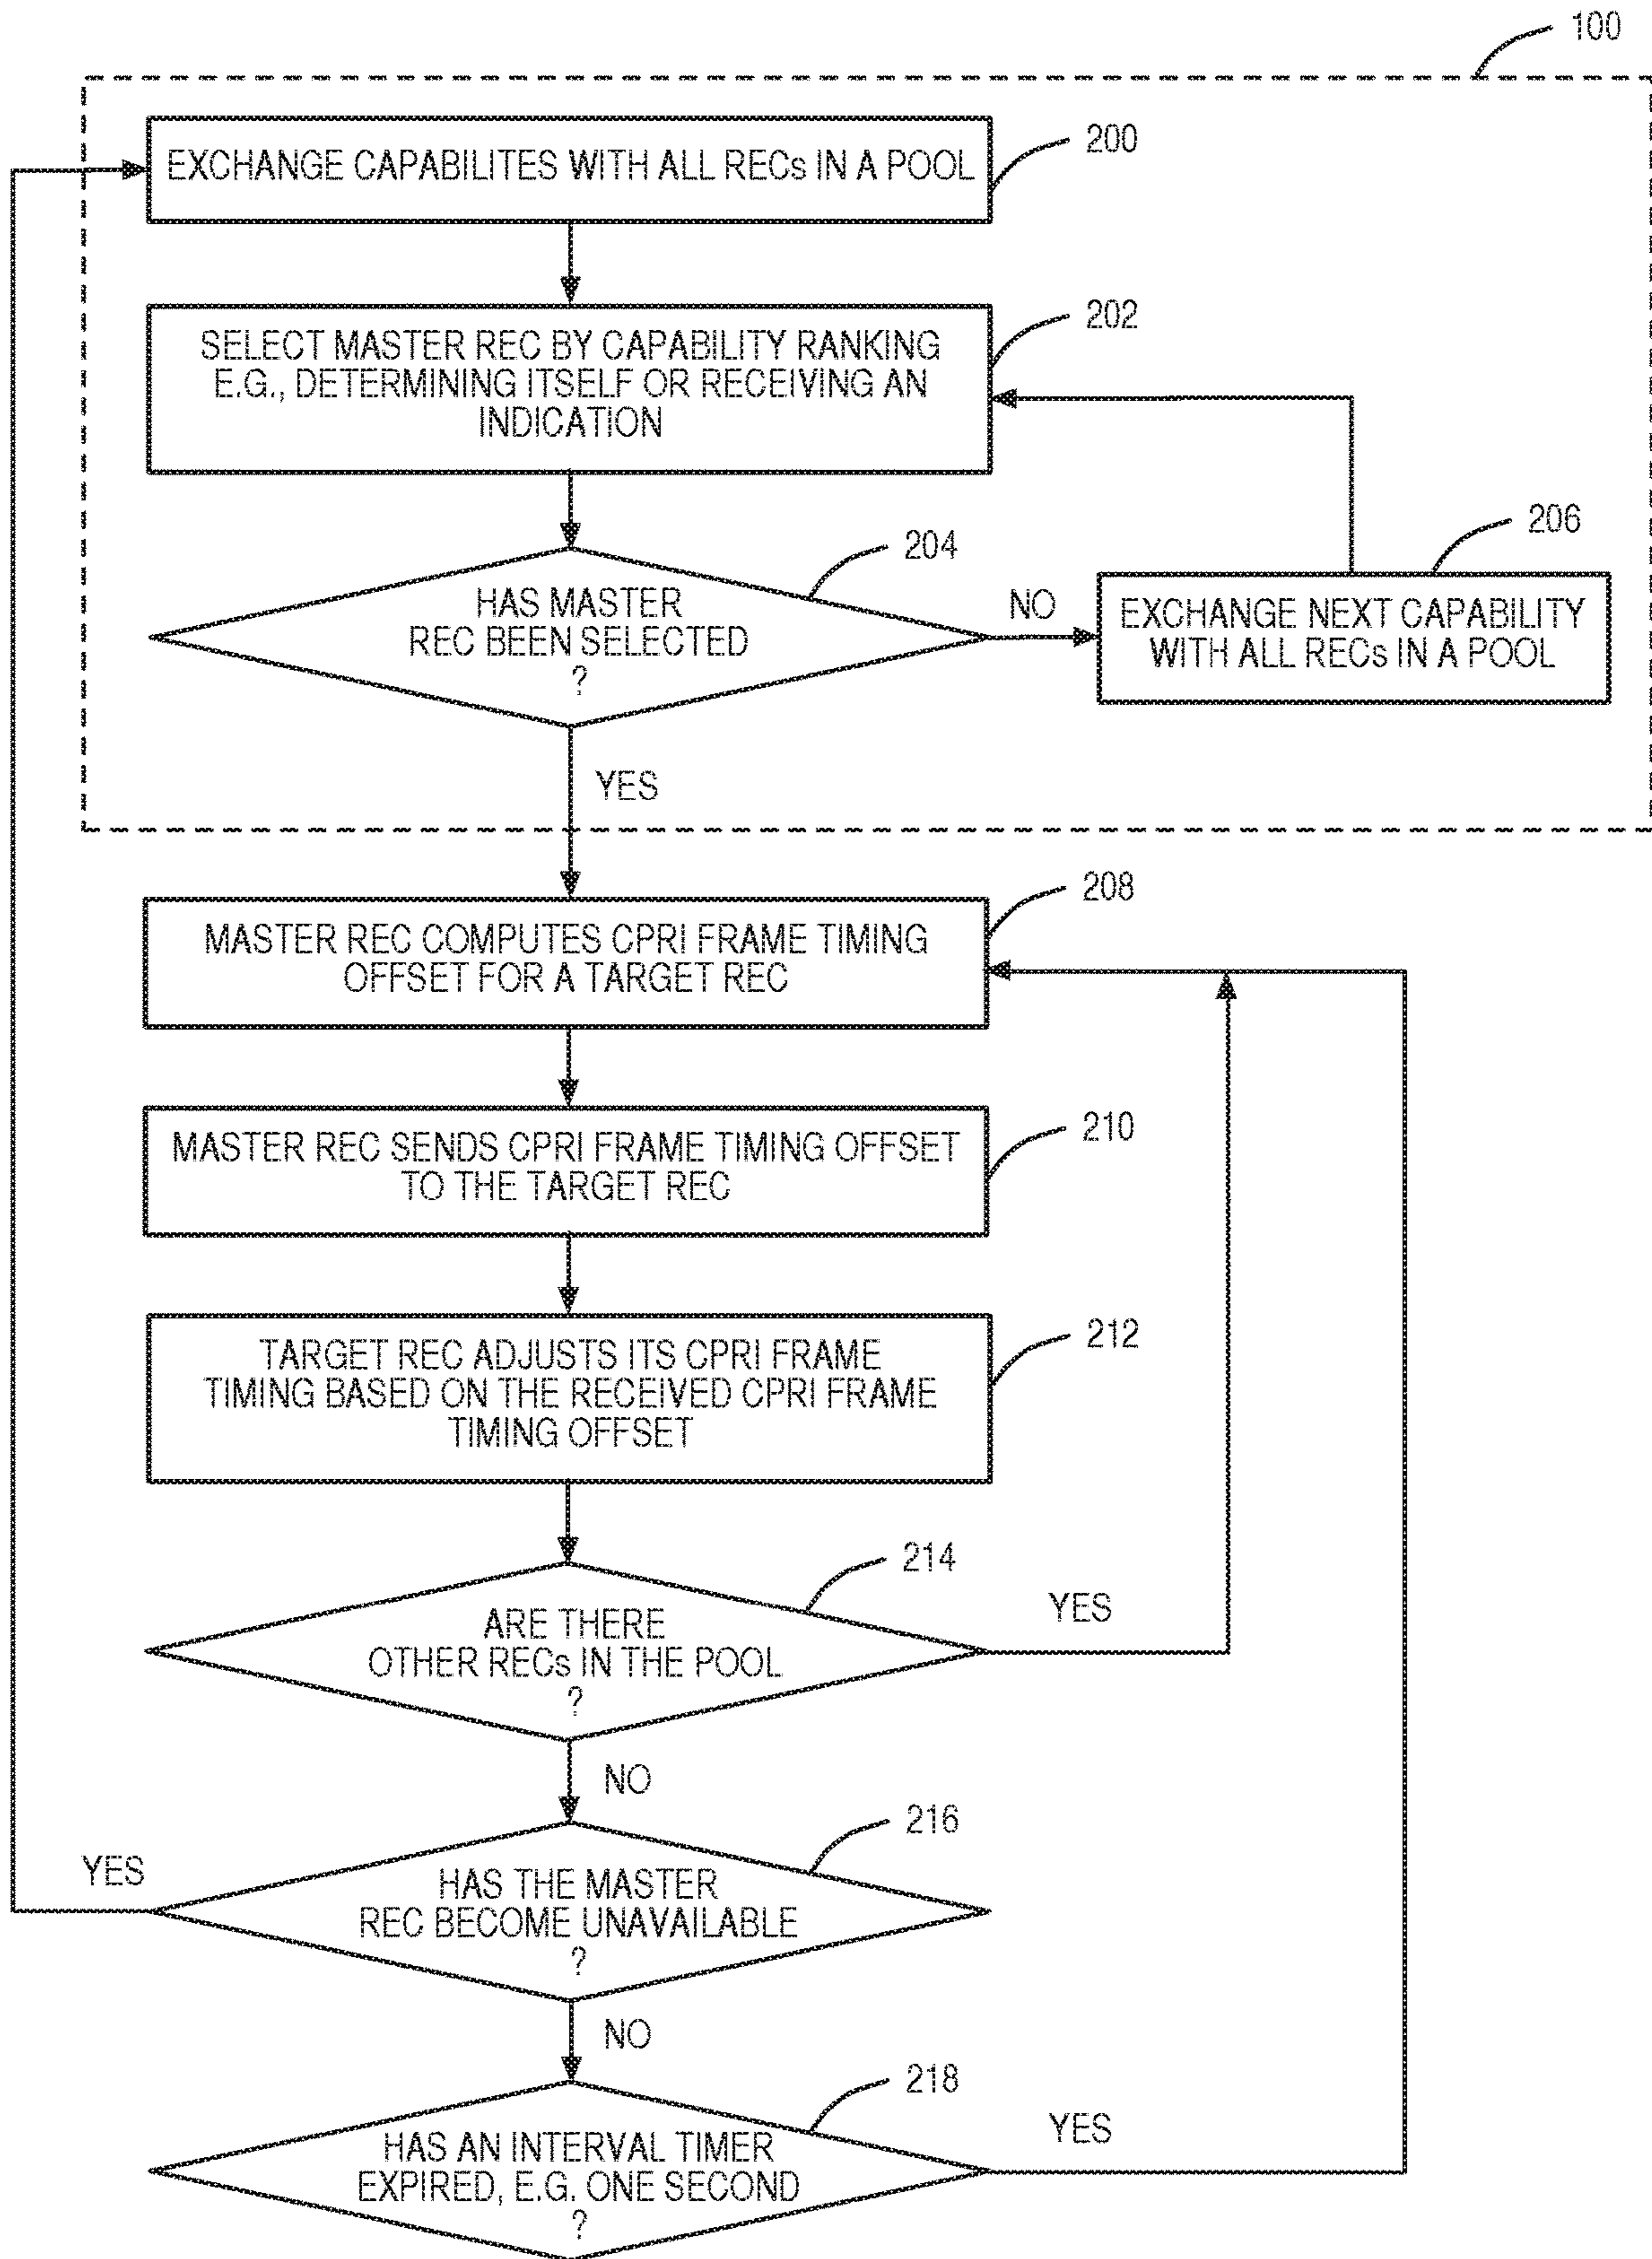 100
EXCHANGE CAPABILITES WITH ALL RECs IN A POOL
200
SELECT MASTER REC BY CAPABILITY RANKING
E.G., DETERMINING ITSELF OR RECEIVING AN
INDICATION
202
HAS MASTER
REC BEEN SELECTED
?
204
NO
EXCHANGE NEXT CAPABILITY
WITH ALL RECs IN A POOL
206
YES
MASTER REC COMPUTES CPRI FRAME TIMING
OFFSET FOR A TARGET REC
208
MASTER REC SENDS CPRI FRAME TIMING OFFSET
TO THE TARGET REC
210
TARGET REC ADJUSTS ITS CPRI FRAME
TIMING BASED ON THE RECEIVED CPRI FRAME
TIMING OFFSET
212
ARE THERE
OTHER RECs IN THE POOL
?
214
YES
NO
HAS THE MASTER
REC BECOME UNAVAILABLE
?
216
YES
NO
HAS AN INTERVAL TIMER
EXPIRED, E.G. ONE SECOND
?
218
YES